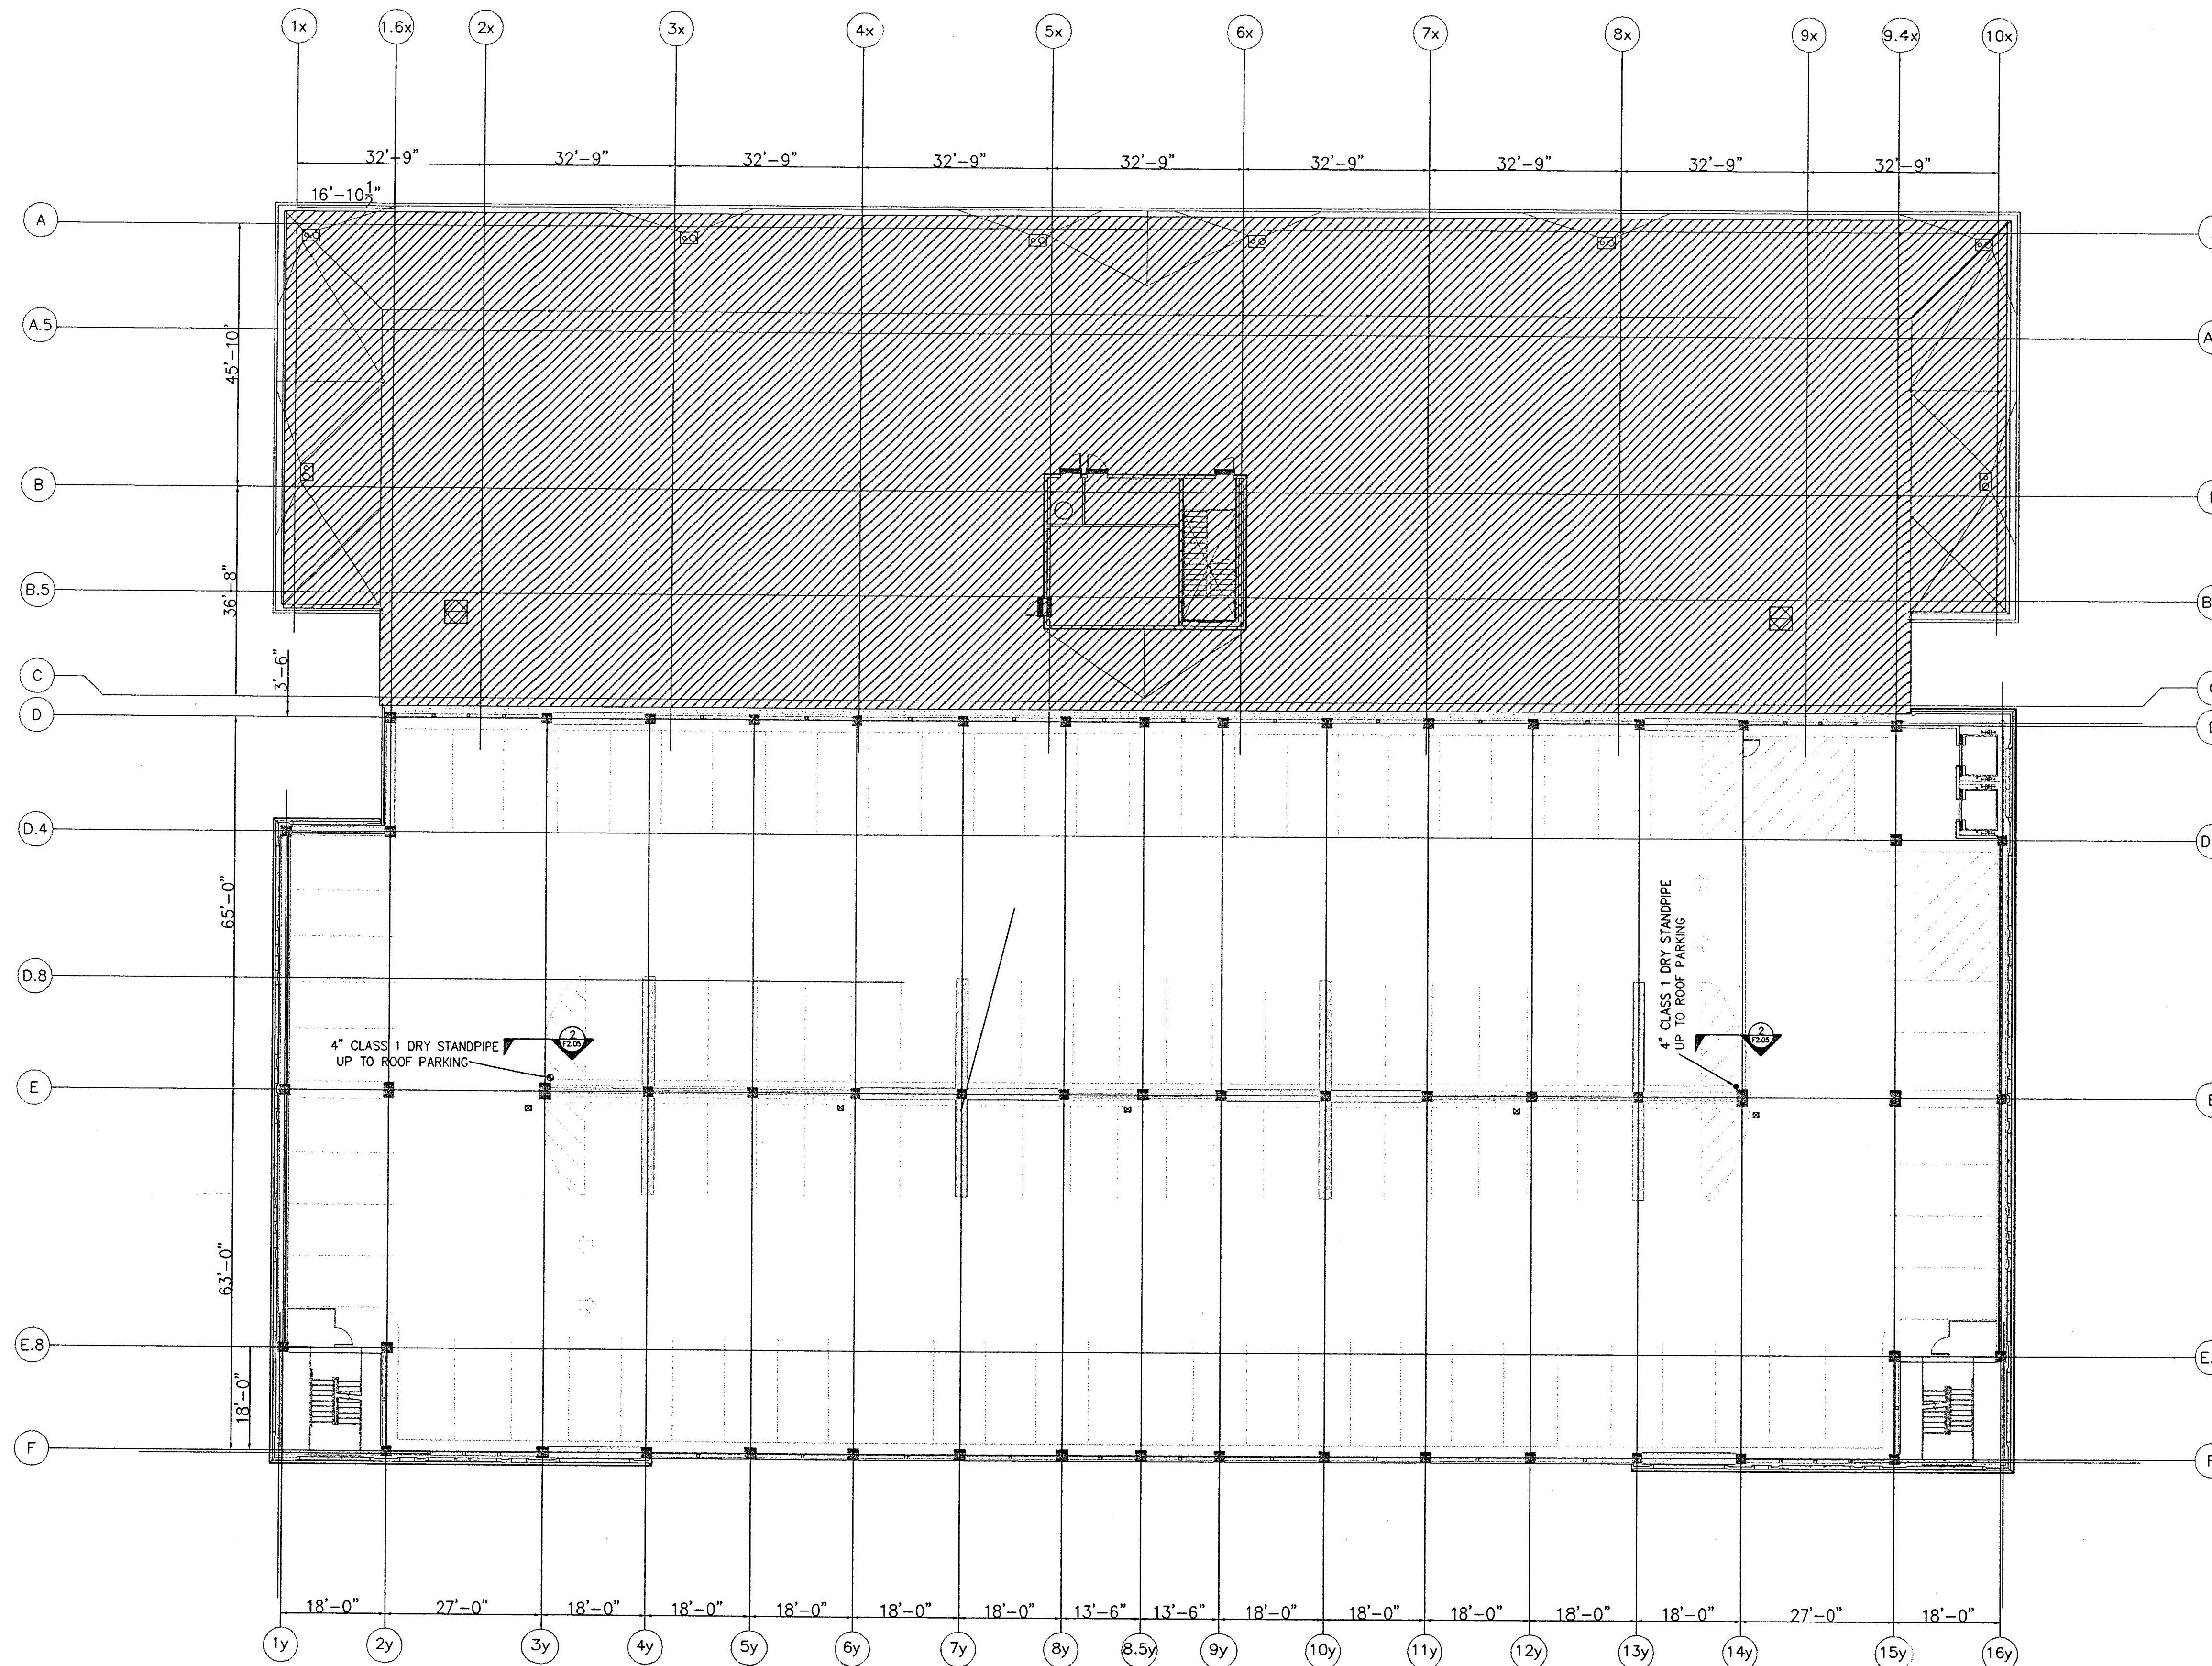 1x 1.6x 2x 3x 4x 5x 6x 7x 8x 9x 9.4x 10x
32'-9" 32'-9" 32'-9" 32'-9" 32'-9" 32'-9" 32'-9" 32'-9" 32'-9"
16'-10½"
A
A.5
45'-10"
B
B
B.5
36'-8"
3'-6"
C
D
D.4
65'-0"
D.8
4" CLASS 1 DRY STANDPIPE
UP TO ROOF PARKING
2
F2.05
4" CLASS 1 DRY STANDPIPE
UP TO ROOF PARKING
2
F2.05
E
63'-0"
E.8
18'-0"
F
18'-0" 27'-0" 18'-0" 18'-0" 18'-0" 18'-0" 18'-0" 13'-6" 13'-6" 18'-0" 18'-0" 18'-0" 18'-0" 18'-0" 27'-0" 18'-0"
1y 2y 3y 4y 5y 6y 7y 8y 8.5y 9y 10y 11y 12y 13y 14y 15y 16y